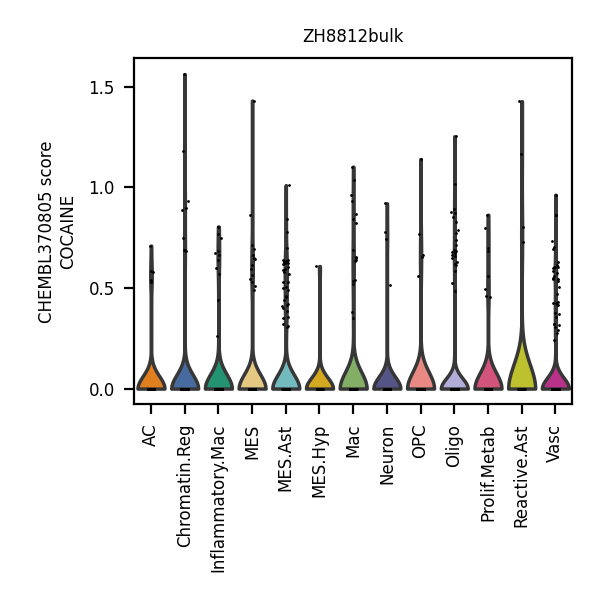 ZH8812bulk
CHEMBL370805 score
COCAINE
1.5
1.0
0.5
0.0
AC
Chromatin.Reg
Inflammatory.Mac
MES
MES.Ast
MES.Hyp
Mac
Neuron
OPC
Oligo
Prolif.Metab
Reactive.Ast
Vasc